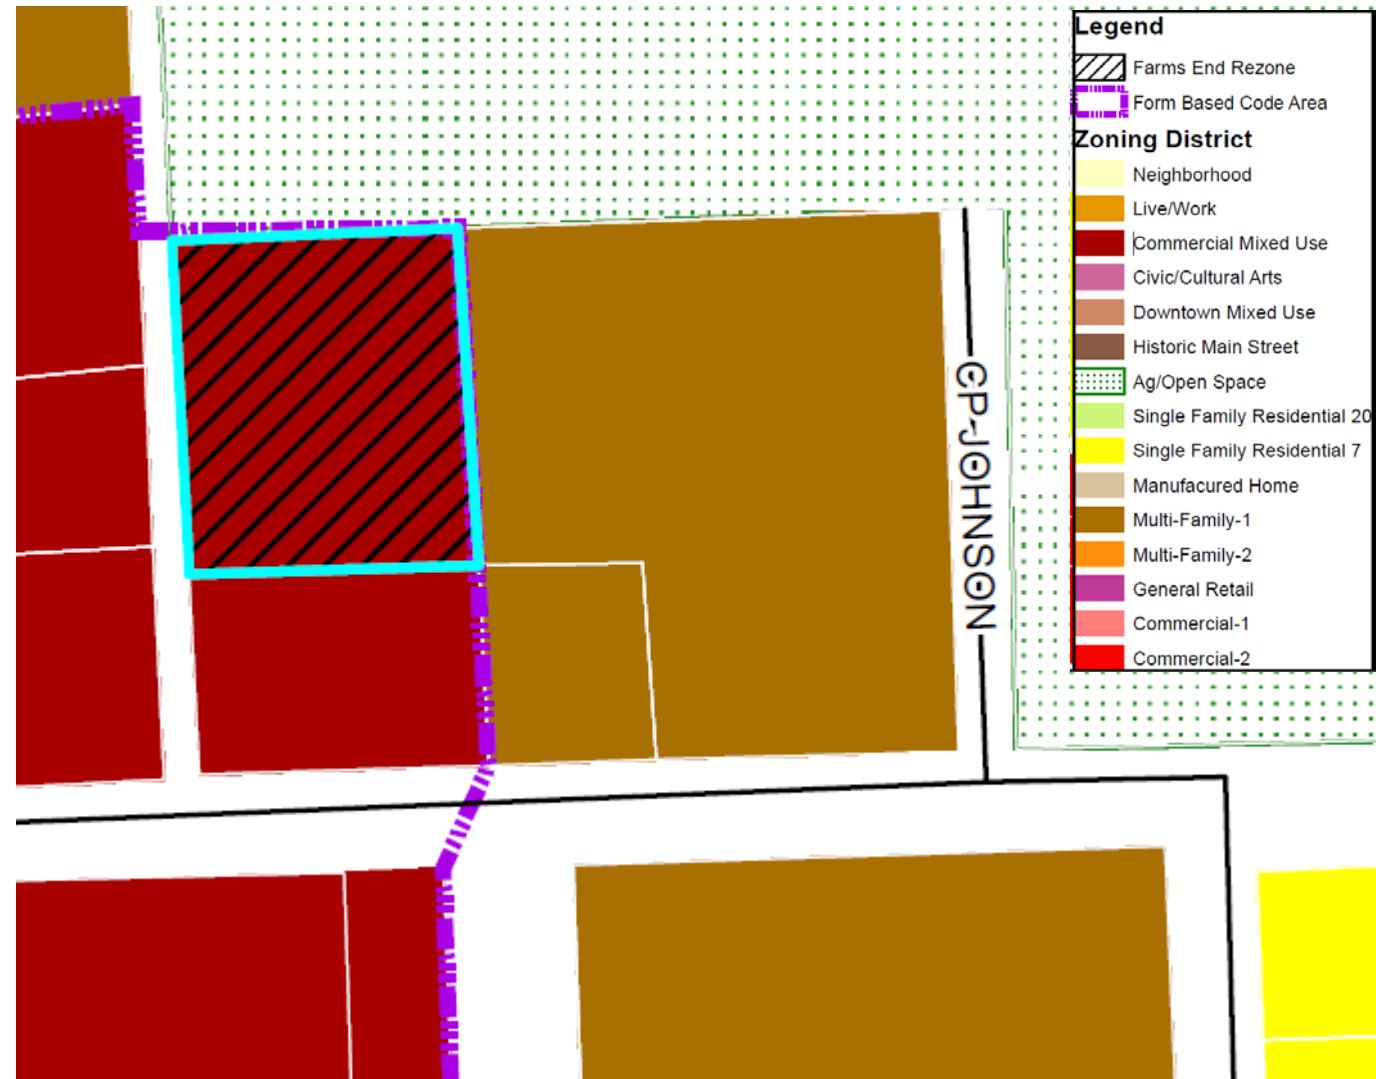 Legend
Farms End Rezone
Form Based Code Area
Zoning District
Neighborhood
Live/Work
Commercial Mixed Use
Civic/Cultural Arts
Downtown Mixed Use
Historic Main Street
Ag/Open Space
Single Family Residential 20
Single Family Residential 7
Manufacured Home
Multi-Family-1
Multi-Family-2
General Retail
Commercial-1
Commercial-2
CP-JOHNSON